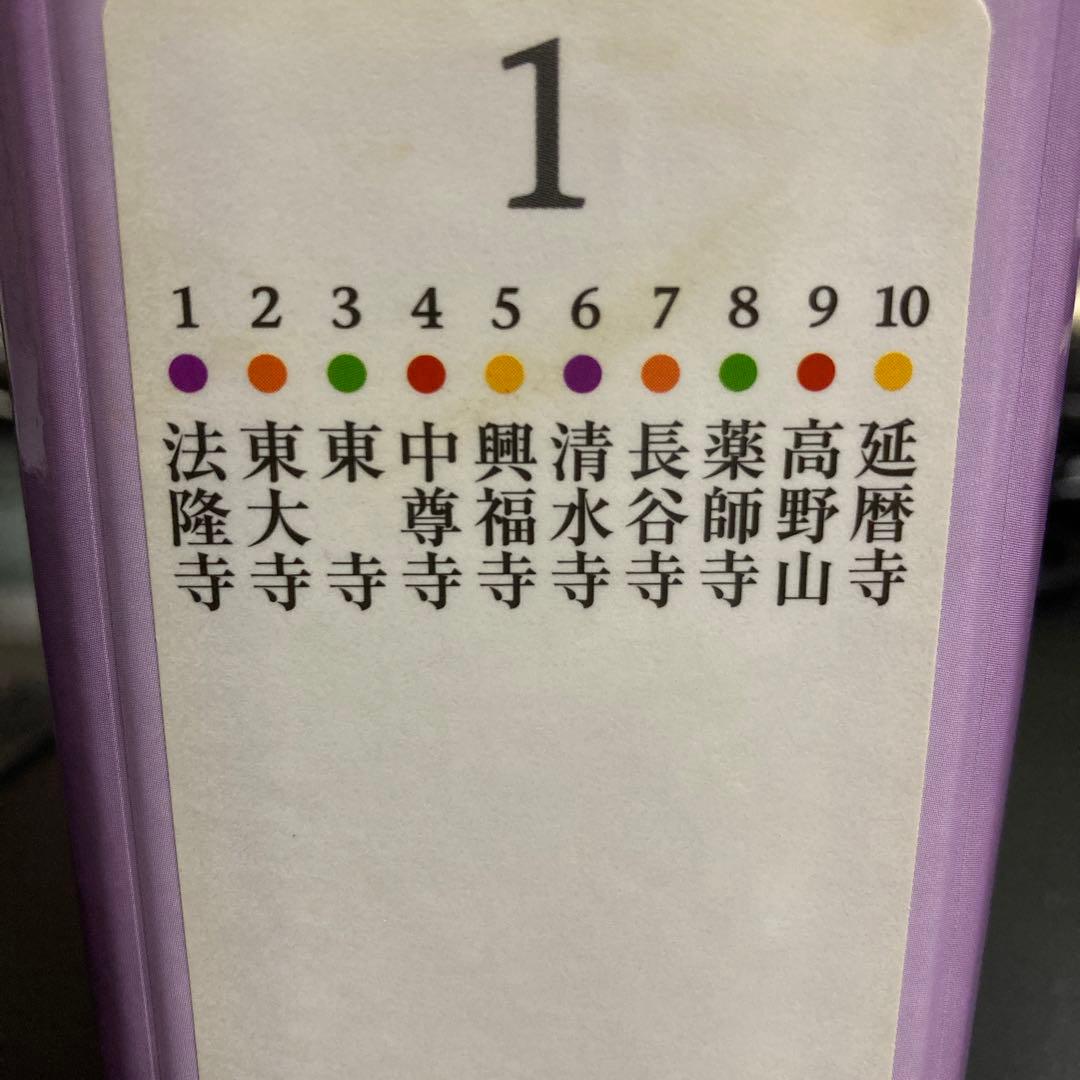 1
1 2 3 4 5 6 7 8 9 10
法隆寺
東大寺
東寺
中尊寺
興福寺
清水寺
長谷寺
薬師寺
高野山
延暦寺